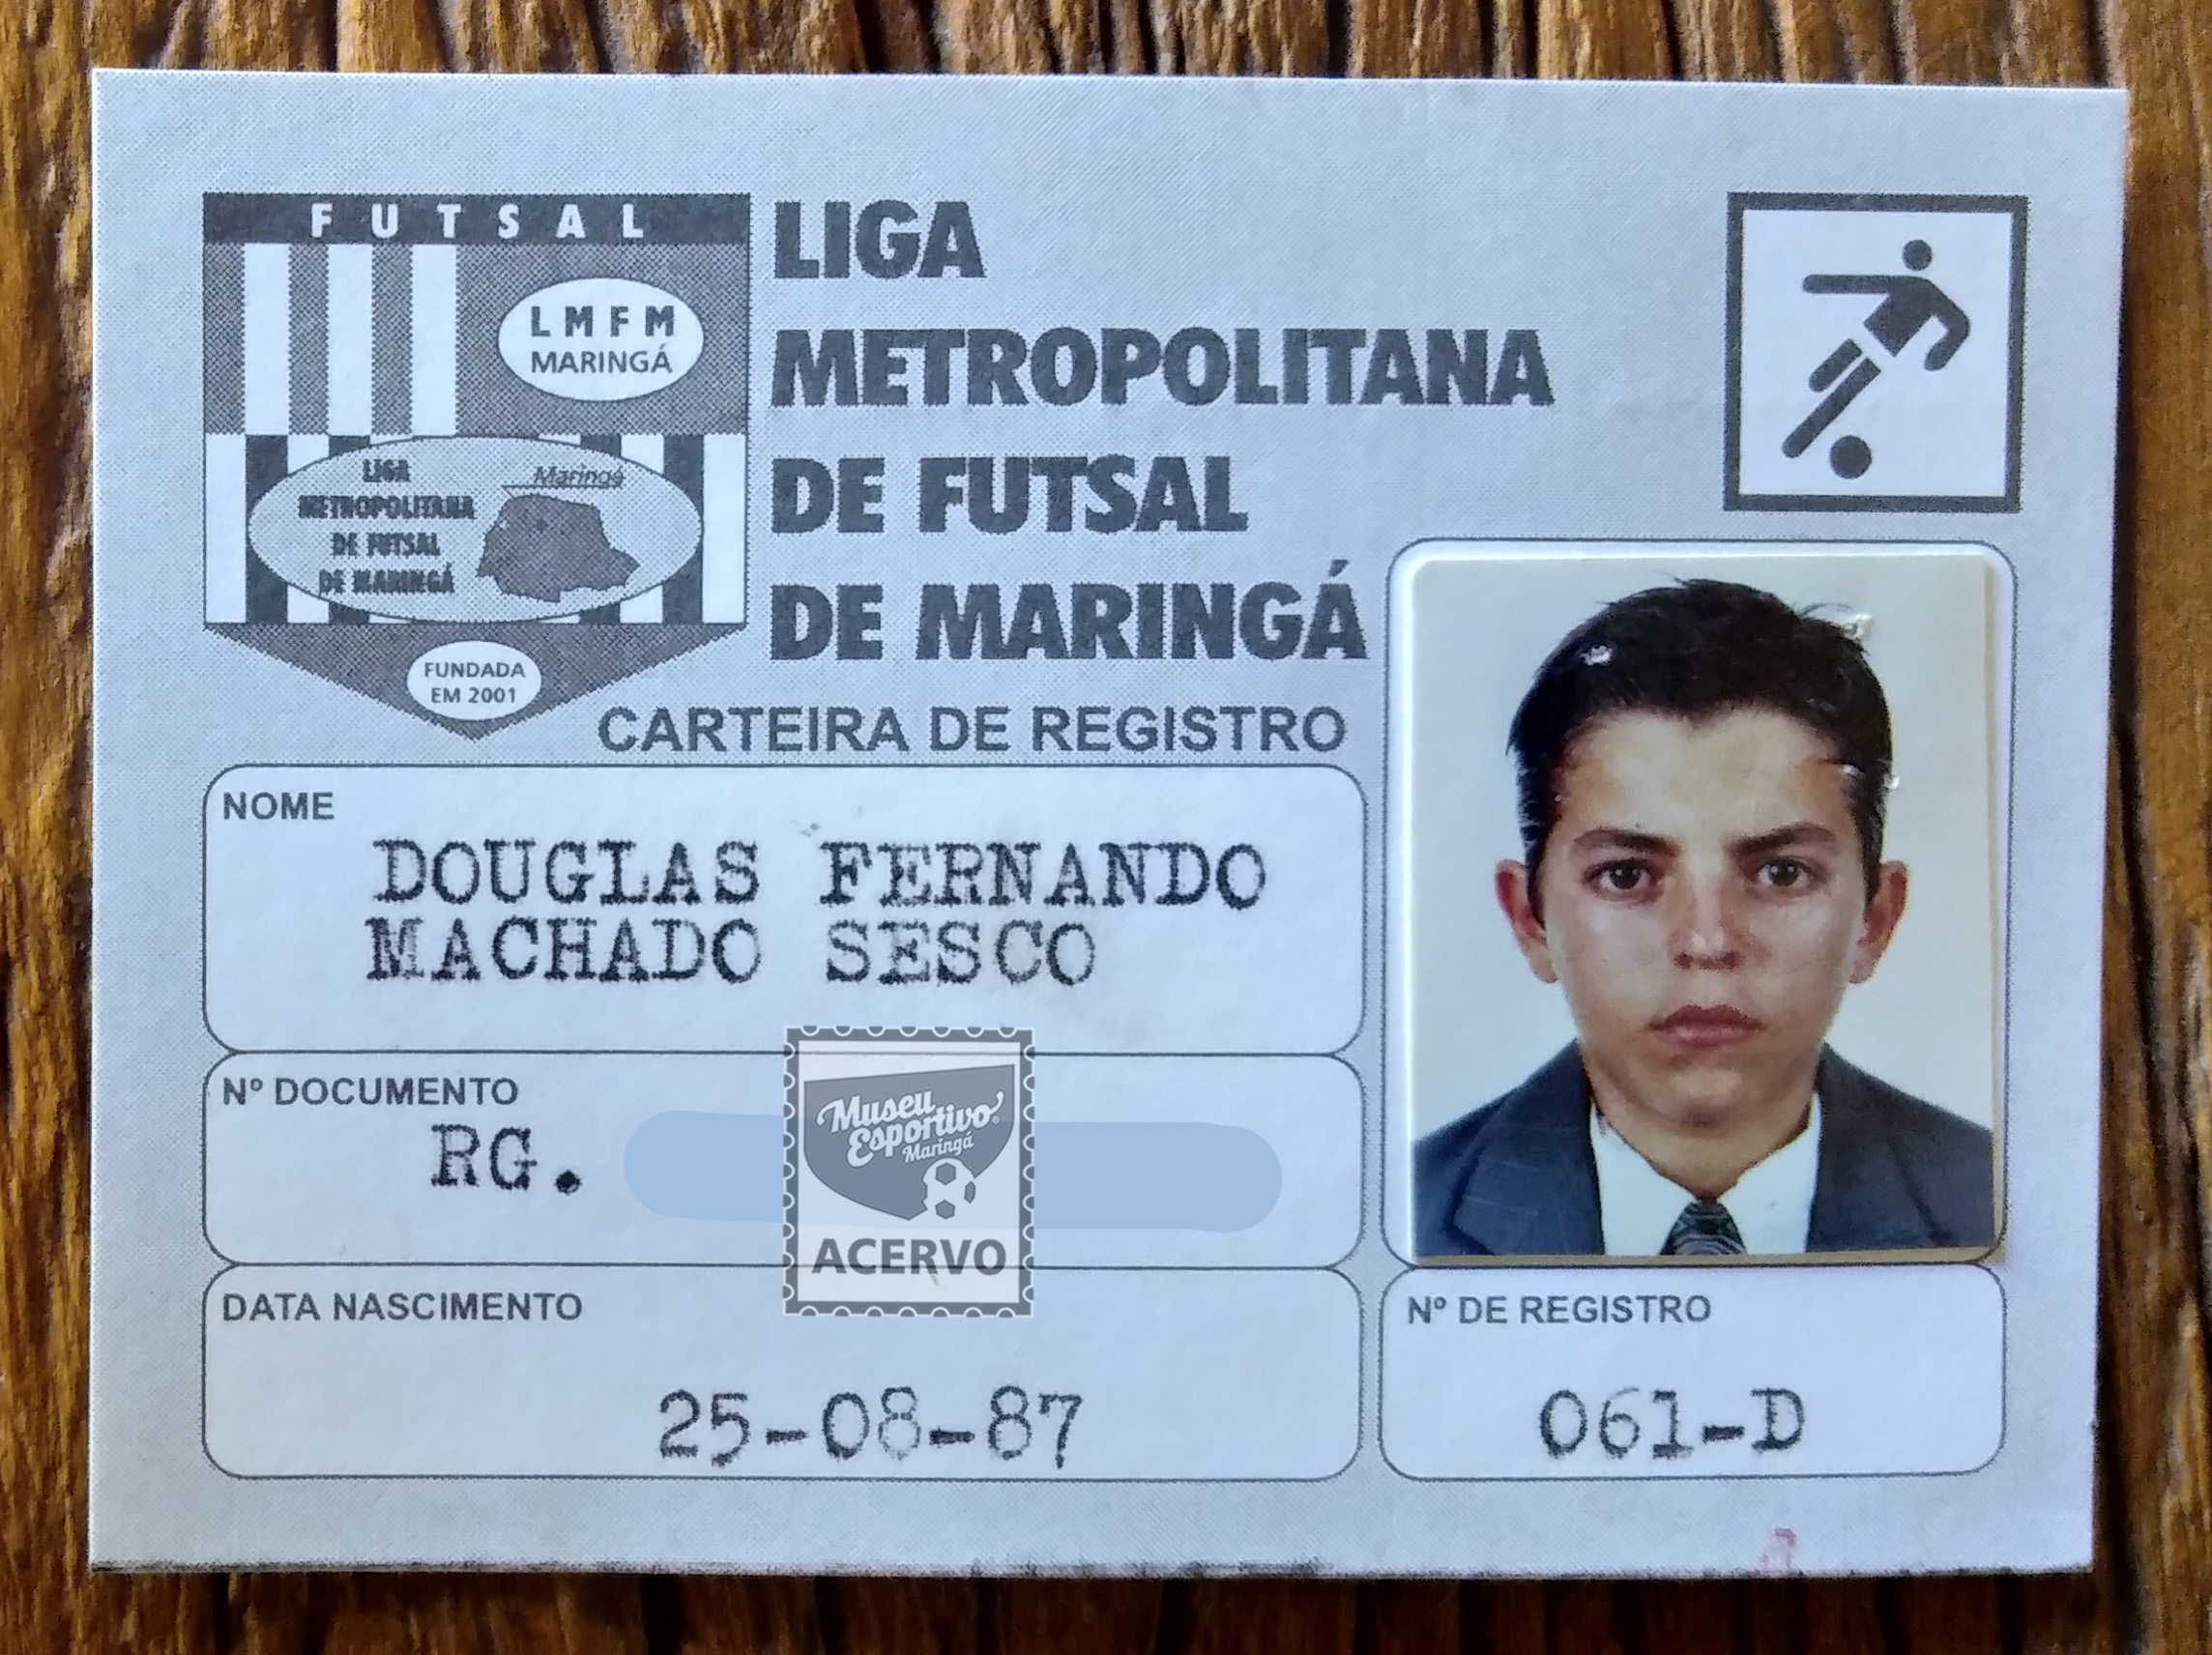 FUTSAL
LMFM
MARINGÁ
LIGA
METROPOLITANA
DE FUTSAL
DE MARINGÁ
Maringá
FUNDADA
EM 2001
LIGA
METROPOLITANA
DE FUTSAL
DE MARINGÁ
CARTEIRA DE REGISTRO
NOME
DOUGLAS FERNANDO
MACHADO SESCO
Nº DOCUMENTO
RG.
Museu
Esportivo
Maringá
ACERVO
DATA NASCIMENTO
25-08-87
Nº DE REGISTRO
061-D